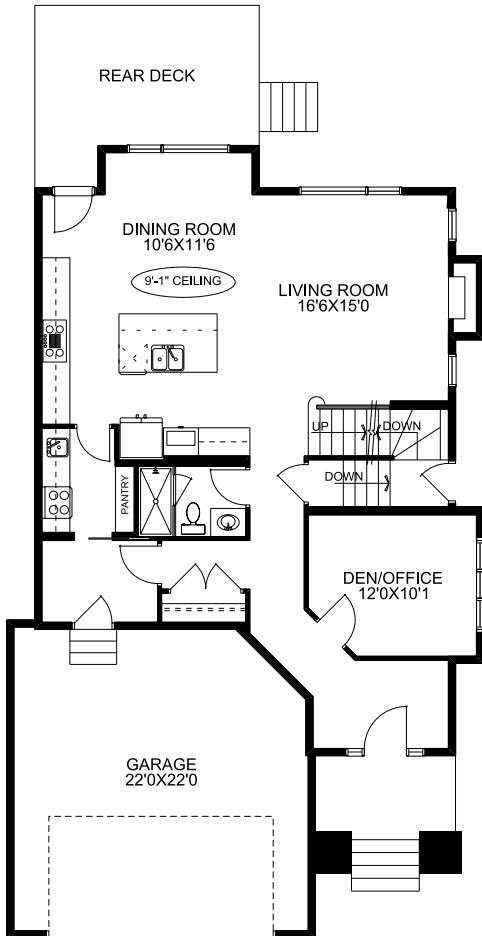 REAR DECK
DINING ROOM
10'6X11'6
9'-1" CEILING
LIVING ROOM
16'6X15'0
UP
DOWN
DOWN
PANTRY
DEN/OFFICE
12'0X10'1
GARAGE
22'0X22'0